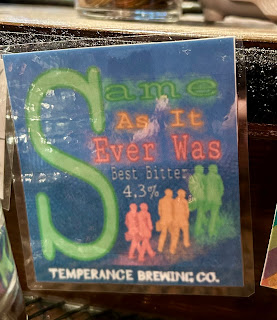 Same
As It
Ever Was
Best Bitter
4.3%
TEMPERANCE BREWING CO.